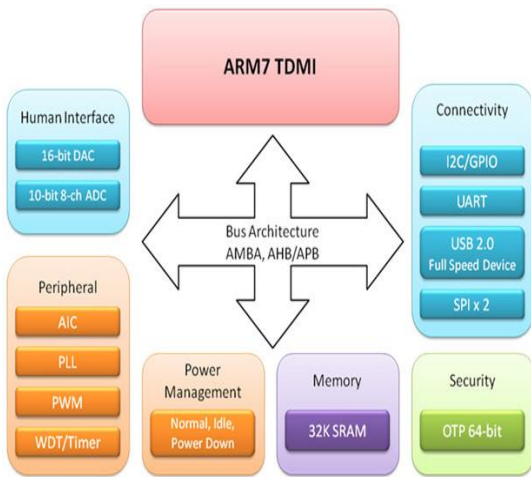 ARM7 TDMI
Human Interface
16-bit DAC
10-bit 8-ch ADC
Connectivity
I2C/GPIO
UART
USB 2.0
Full Speed Device
SPI x 2
Bus Architecture
AMBA, AHB/APB
Peripheral
AIC
PLL
PWM
WDT/Timer
Power
Management
Normal, Idle,
Power Down
Memory
32K SRAM
Security
OTP 64-bit